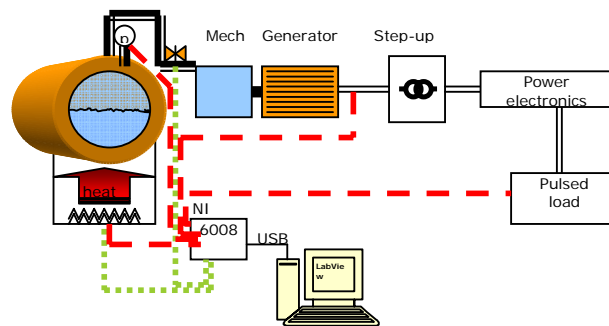 Mech
Generator
Step-up
p
Power
electronics
heat
Pulsed
load
NI
6008
USB
LabVie
w